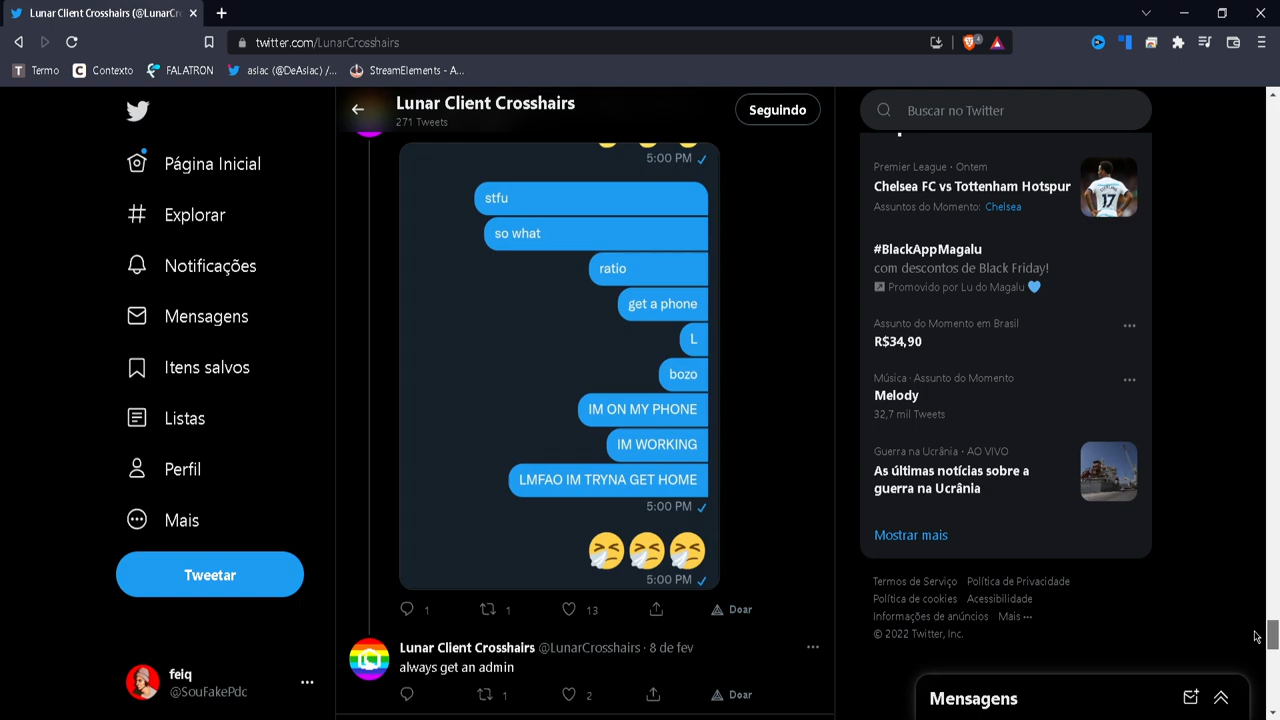 Lunar Client Crosshairs (@LunarCr
twitter.com/LunarCrosshairs
4
T Termo
C Contexto
FALATRON
aslac (@DeAslac) /...
StreamElements - A...
Lunar Client Crosshairs
271 Tweets
Seguindo
Página Inicial
Explorar
Notificações
Mensagens
Itens salvos
Listas
Perfil
Mais
Tweetar
felq
@SouFakePdc
5:00 PM ✓
stfu
so what
ratio
get a phone
L
bozo
IM ON MY PHONE
IM WORKING
LMFAO IM TRYNA GET HOME
5:00 PM ✓
🤧🤧🤧
5:00 PM ✓
1 1 13 Doar
Lunar Client Crosshairs @LunarCrosshairs · 8 de fev
always get an admin
1 2 Doar
Buscar no Twitter
Premier League · Ontem
Chelsea FC vs Tottenham Hotspur
Assuntos do Momento: Chelsea
17
#BlackAppMagalu
com descontos de Black Friday!
Promovido por Lu do Magalu 💙
Assunto do Momento em Brasil
R$34,90
Música · Assunto do Momento
Melody
32,7 mil Tweets
Guerra na Ucrânia · AO VIVO
As últimas notícias sobre a
guerra na Ucrânia
Mostrar mais
Termos de Serviço Política de Privacidade
Política de cookies Acessibilidade
Informações de anúncios Mais ···
© 2022 Twitter, Inc.
Mensagens